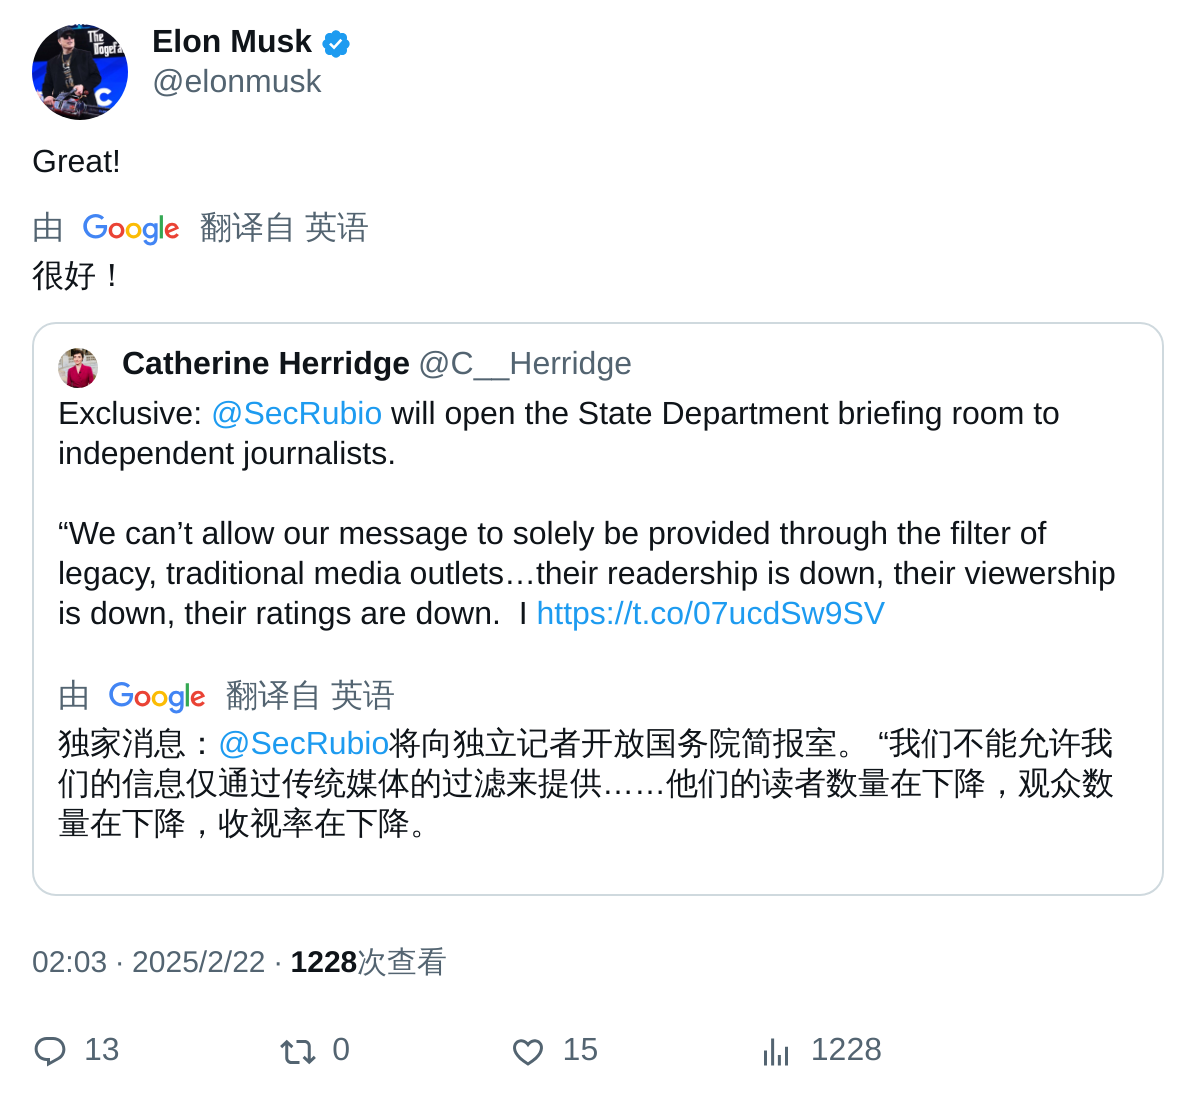 The
Dogefa
Elon Musk
@elonmusk
Great!
由 Google 翻译自 英语
很好！
Catherine Herridge @C__Herridge
Exclusive: @SecRubio will open the State Department briefing room to
independent journalists.
“We can’t allow our message to solely be provided through the filter of
legacy, traditional media outlets…their readership is down, their viewership
is down, their ratings are down.  I https://t.co/07ucdSw9SV
由 Google 翻译自 英语
独家消息：@SecRubio将向独立记者开放国务院简报室。 “我们不能允许我
们的信息仅通过传统媒体的过滤来提供……他们的读者数量在下降，观众数
量在下降，收视率在下降。
02:03 · 2025/2/22 · 1228次查看
13 0 15 1228